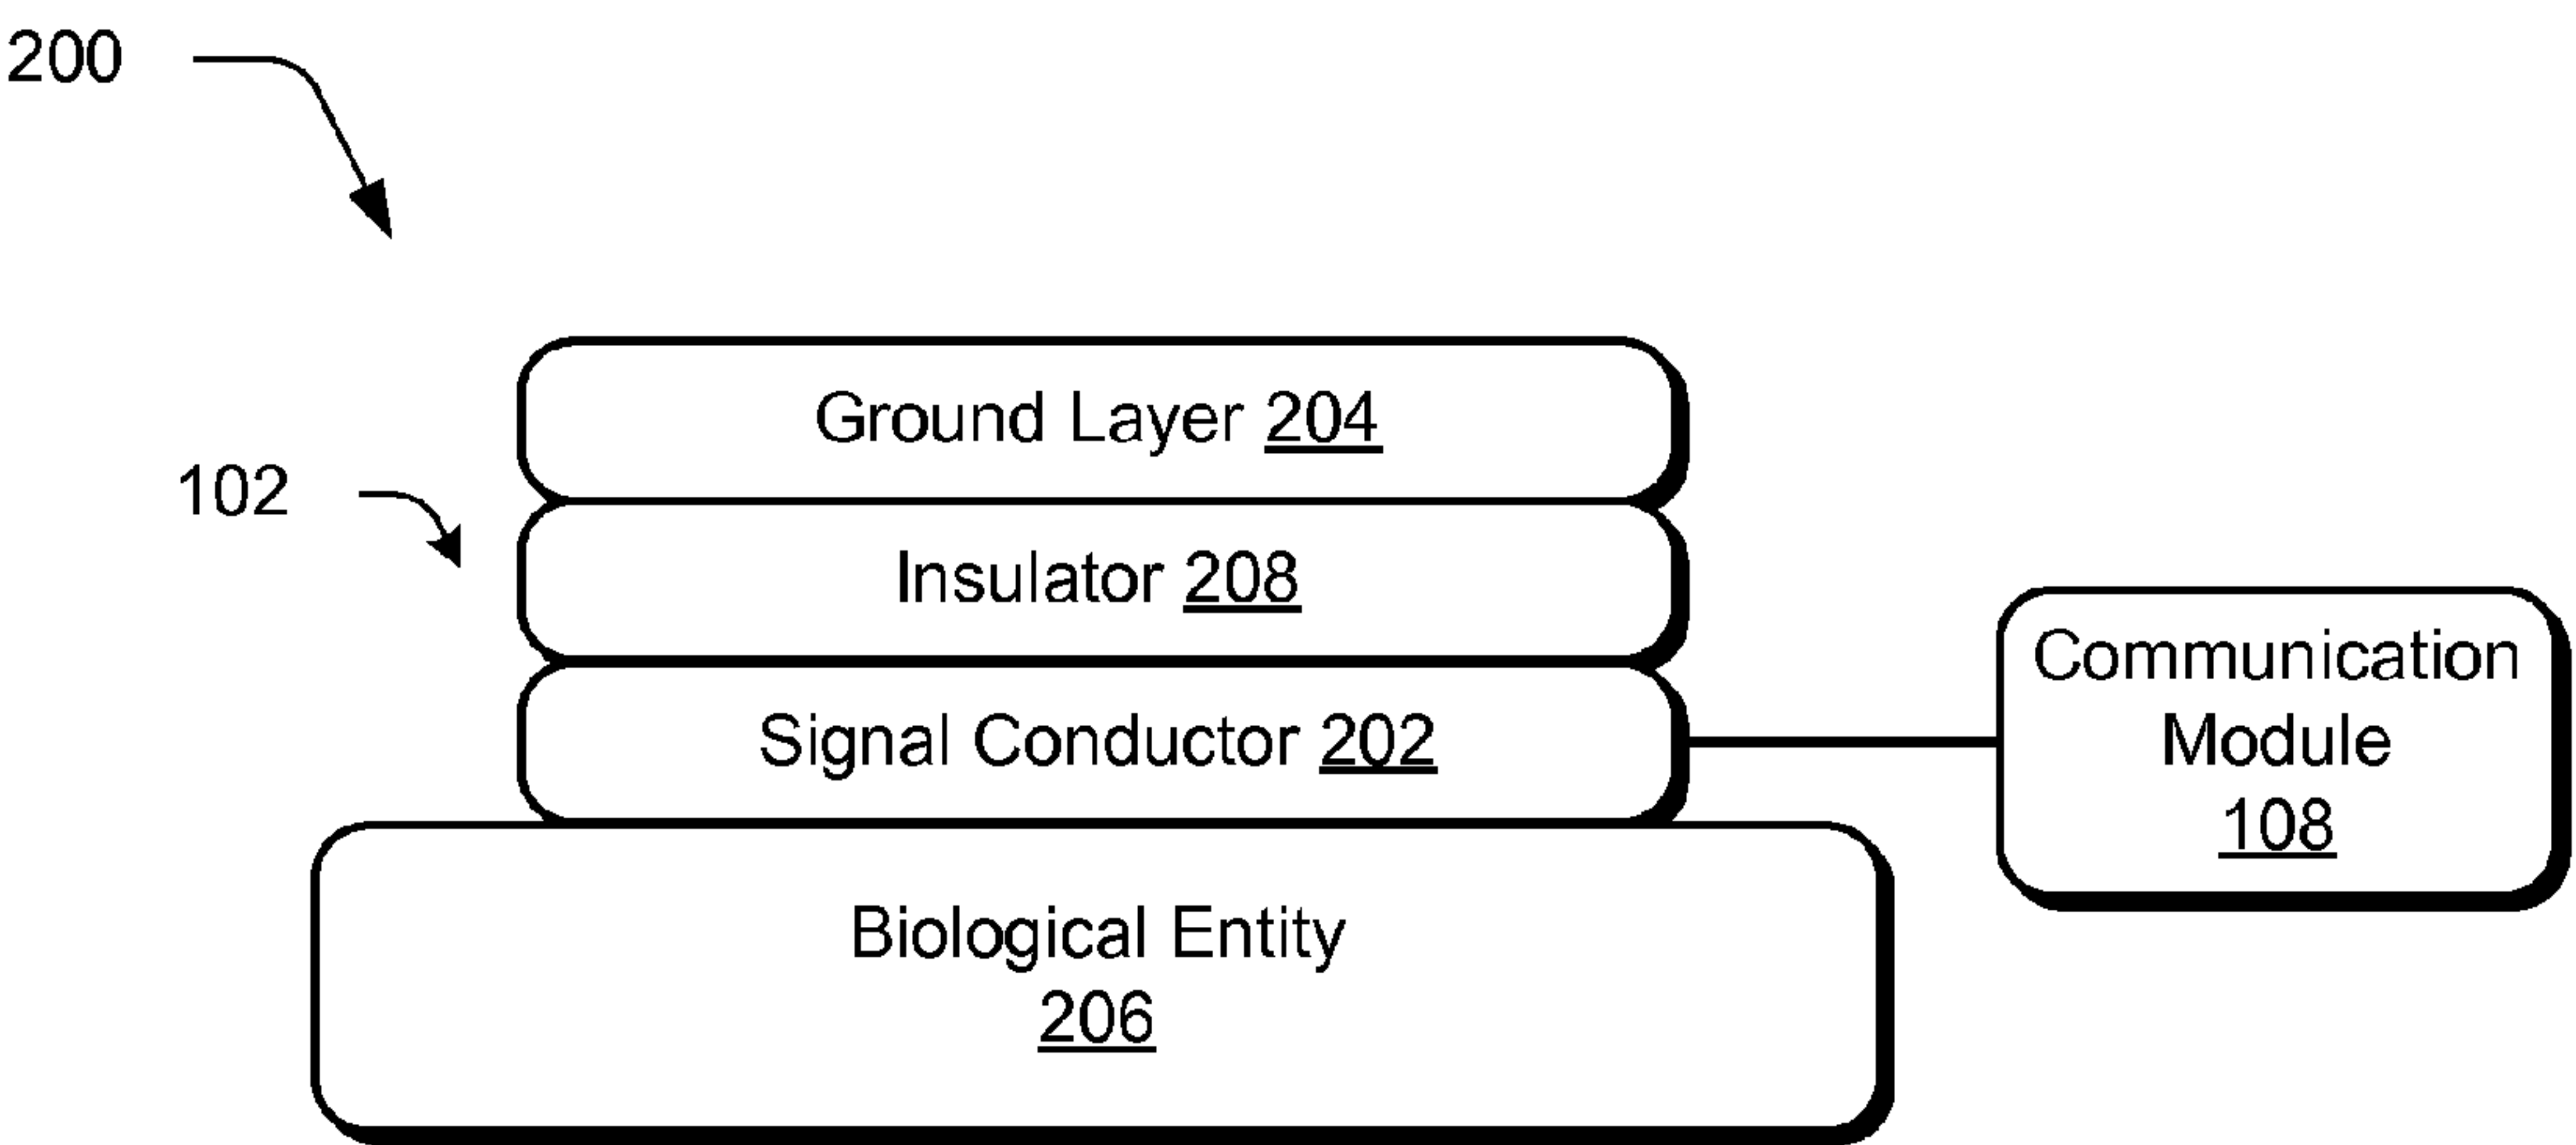 200
Ground Layer 204
102
Insulator 208
Signal Conductor 202
Communication
Module
108
Biological Entity
206